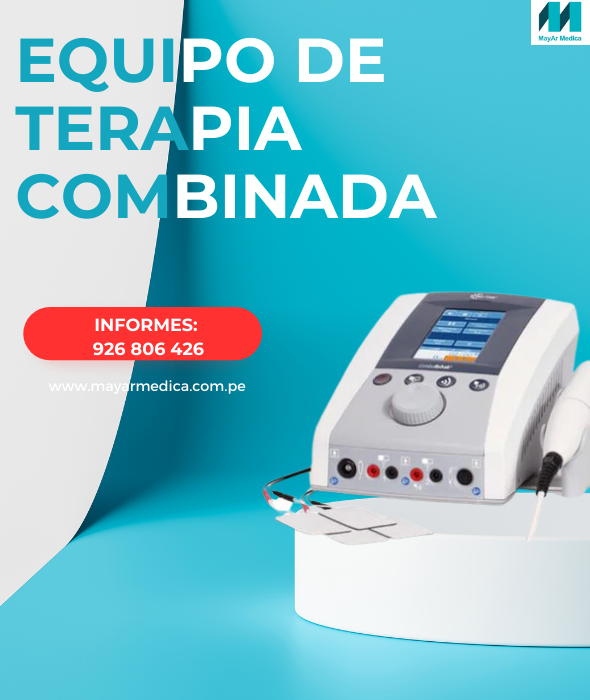 MayAr Medica
EQUIPO DE
TERAPIA
COMBINADA
INFORMES:
926 806 426
www.mayarmedica.com.pe